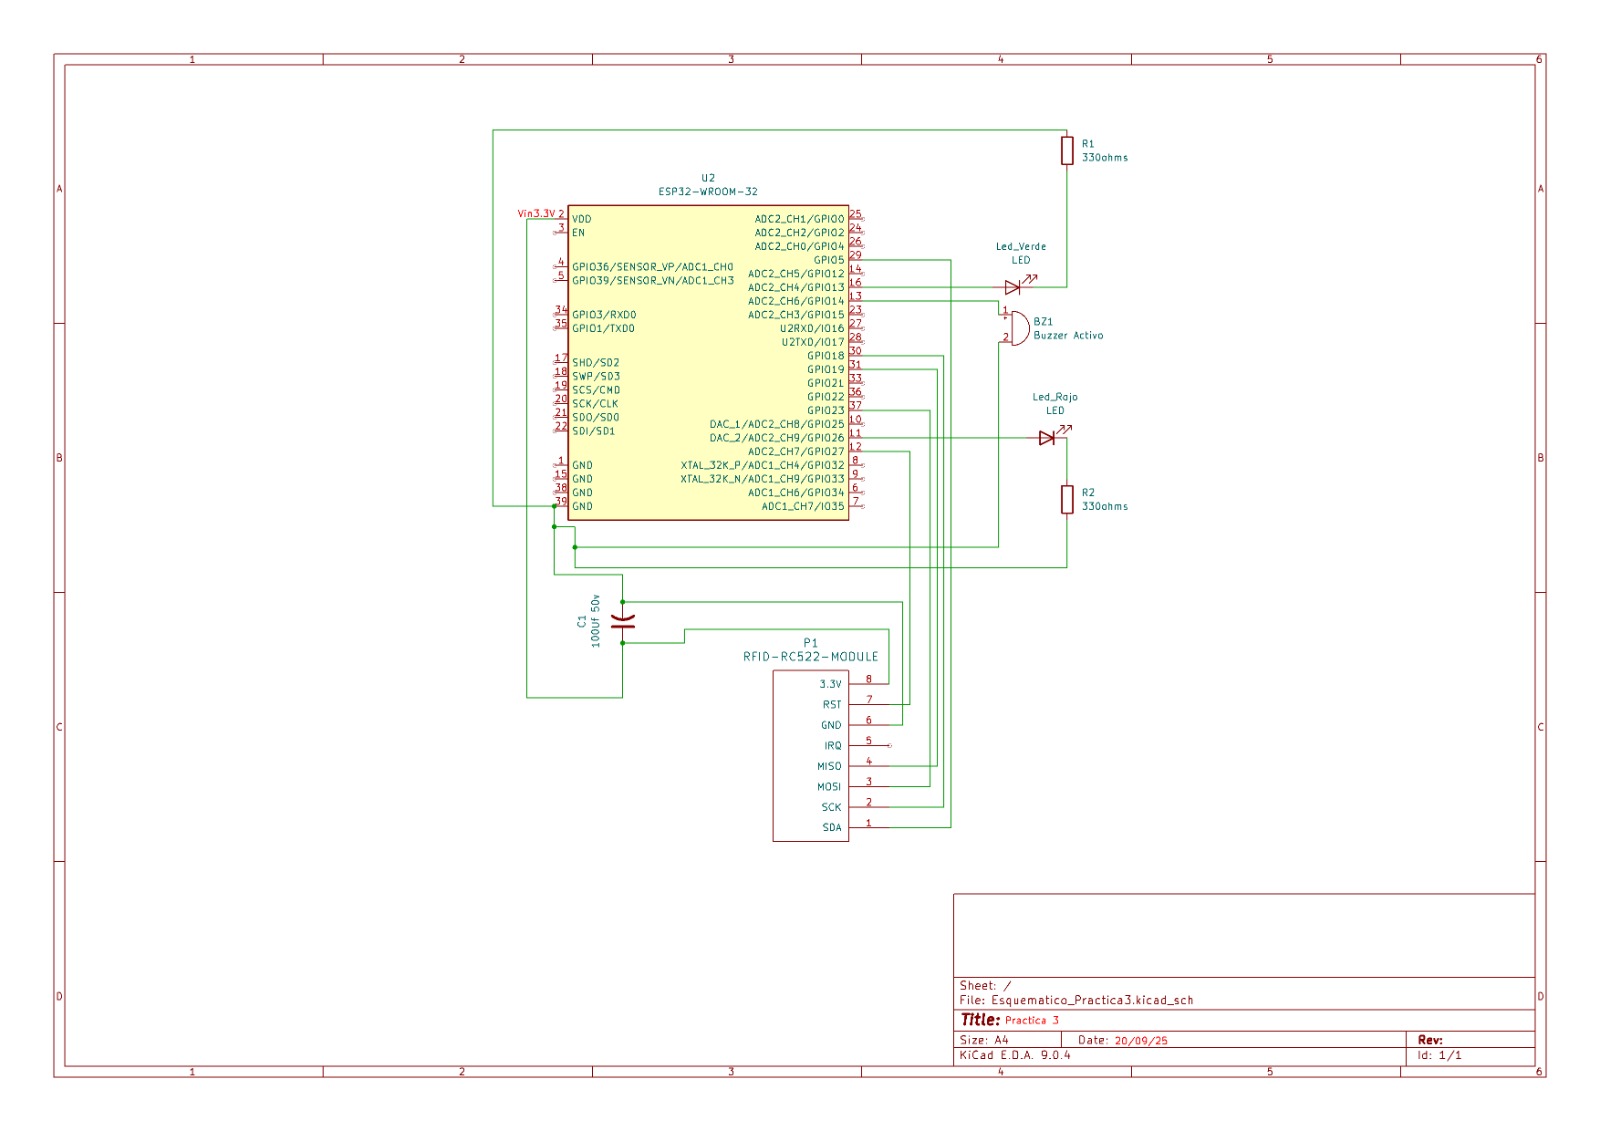 1 2 3 4 5 6
A
B
C
D
A
B
C
D
R1
330ohms
U2
ESP32-WROOM-32
Vin3.3V
2 VDD
3 EN
4 GPIO36/SENSOR_VP/ADC1_CH0
5 GPIO39/SENSOR_VN/ADC1_CH3
34 GPIO3/RXD0
35 GPIO1/TXD0
17 SHD/SD2
18 SWP/SD3
19 SCS/CMD
20 SCK/CLK
21 SDO/SD0
22 SDI/SD1
1 GND
15 GND
38 GND
39 GND
ADC2_CH1/GPIO0 25
ADC2_CH2/GPIO2 24
ADC2_CH0/GPIO4 26
GPIO5 29
ADC2_CH5/GPIO12 14
ADC2_CH4/GPIO13 16
ADC2_CH6/GPIO14 13
ADC2_CH3/GPIO15 23
U2RXD/IO16 27
U2TXD/IO17 28
GPIO18 30
GPIO19 31
GPIO21 33
GPIO22 36
GPIO23 37
DAC_1/ADC2_CH8/GPIO25 10
DAC_2/ADC2_CH9/GPIO26 11
ADC2_CH7/GPIO27 12
XTAL_32K_P/ADC1_CH4/GPIO32 8
XTAL_32K_N/ADC1_CH9/GPIO33 9
ADC1_CH6/GPIO34 6
ADC1_CH7/IO35 7
Led_Verde
LED
1
+
2
BZ1
Buzzer Activo
Led_Rojo
LED
R2
330ohms
C1
100Uf 50v
P1
RFID-RC522-MODULE
3.3V 8
RST 7
GND 6
IRQ 5
MISO 4
MOSI 3
SCK 2
SDA 1
Sheet: /
File: Esquematico_Practica3.kicad_sch
Title: Practica 3
Size: A4 Date: 20/09/25 Rev:
KiCad E.D.A. 9.0.4 Id: 1/1
1 2 3 4 5 6